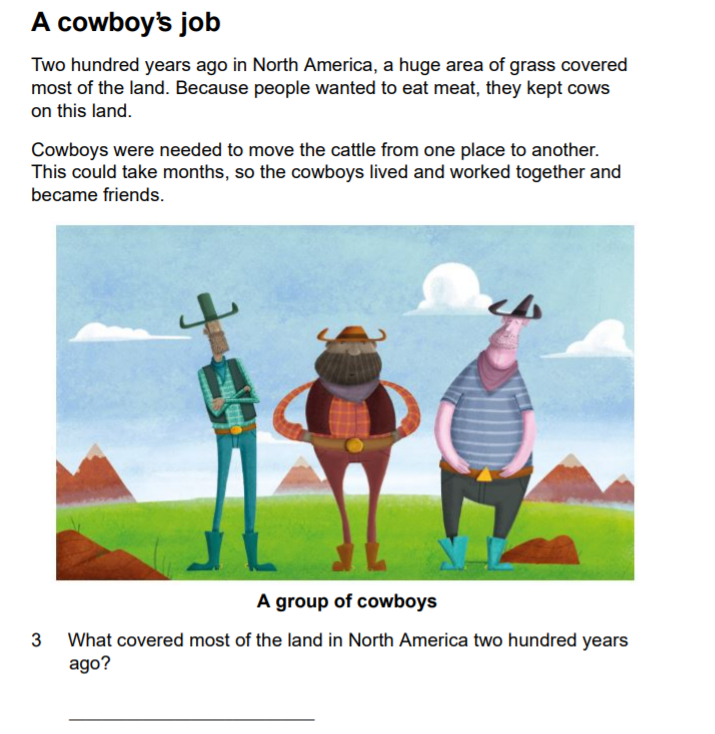 A cowboy's job
Two hundred years ago in North America, a huge area of grass covered
most of the land. Because people wanted to eat meat, they kept cows
on this land.
Cowboys were needed to move the cattle from one place to another.
This could take months, so the cowboys lived and worked together and
became friends.
A group of cowboys
3 What covered most of the land in North America two hundred years
ago?